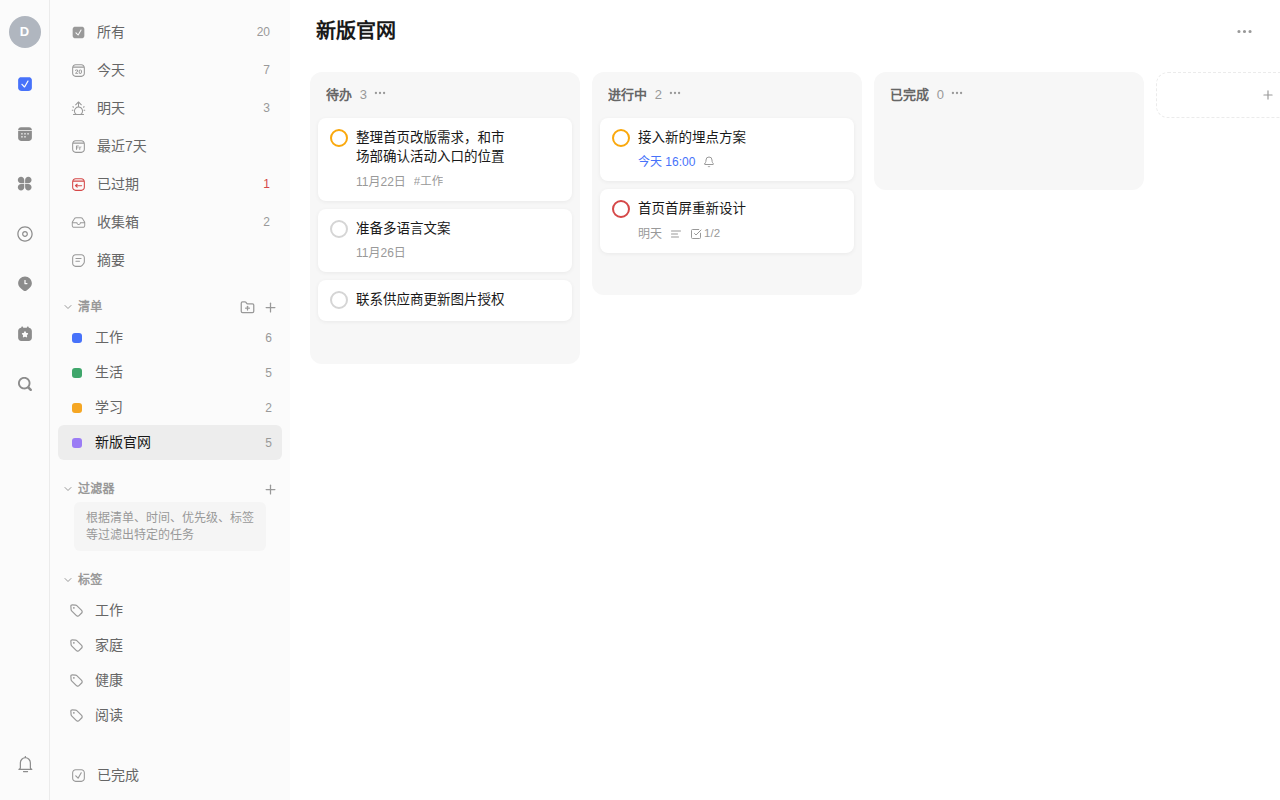 D
所有 20
今天 7
明天 3
最近7天
已过期 1
收集箱 2
摘要
清单
工作 6
生活 5
学习 2
新版官网 5
过滤器
根据清单、时间、优先级、标签
等过滤出特定的任务
标签
工作
家庭
健康
阅读
已完成
新版官网
待办 3
整理首页改版需求，和市
场部确认活动入口的位置
11月22日 #工作
准备多语言文案
11月26日
联系供应商更新图片授权
进行中 2
接入新的埋点方案
今天 16:00
首页首屏重新设计
明天 1/2
已完成 0